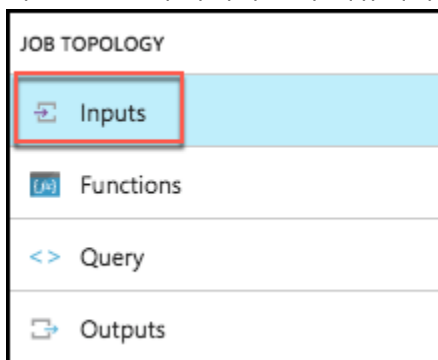 JOB TOPOLOGY
Inputs
Functions
<> Query
Outputs